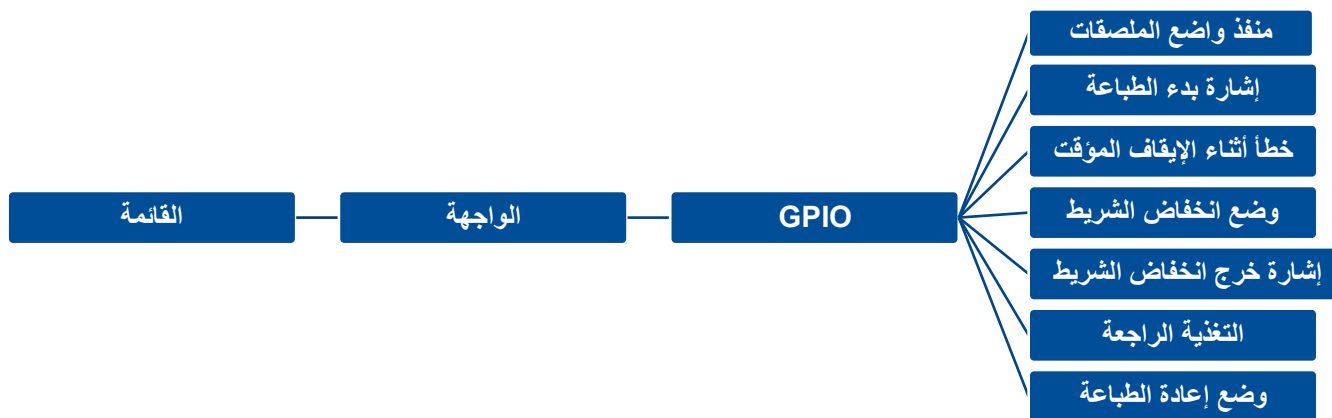 القائمة
الواجهة
GPIO
منفذ واضع الملصقات
إشارة بدء الطباعة
خطأ أثناء الإيقاف المؤقت
وضع انخفاض الشريط
إشارة خرج انخفاض الشريط
التغذية الراجعة
وضع إعادة الطباعة